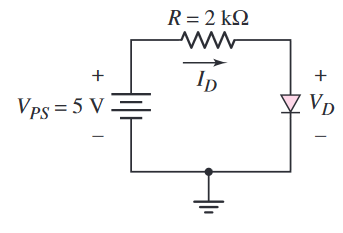 R = 2 kΩ
+
I_D
+
V_PS = 5 V
V_D
–
–